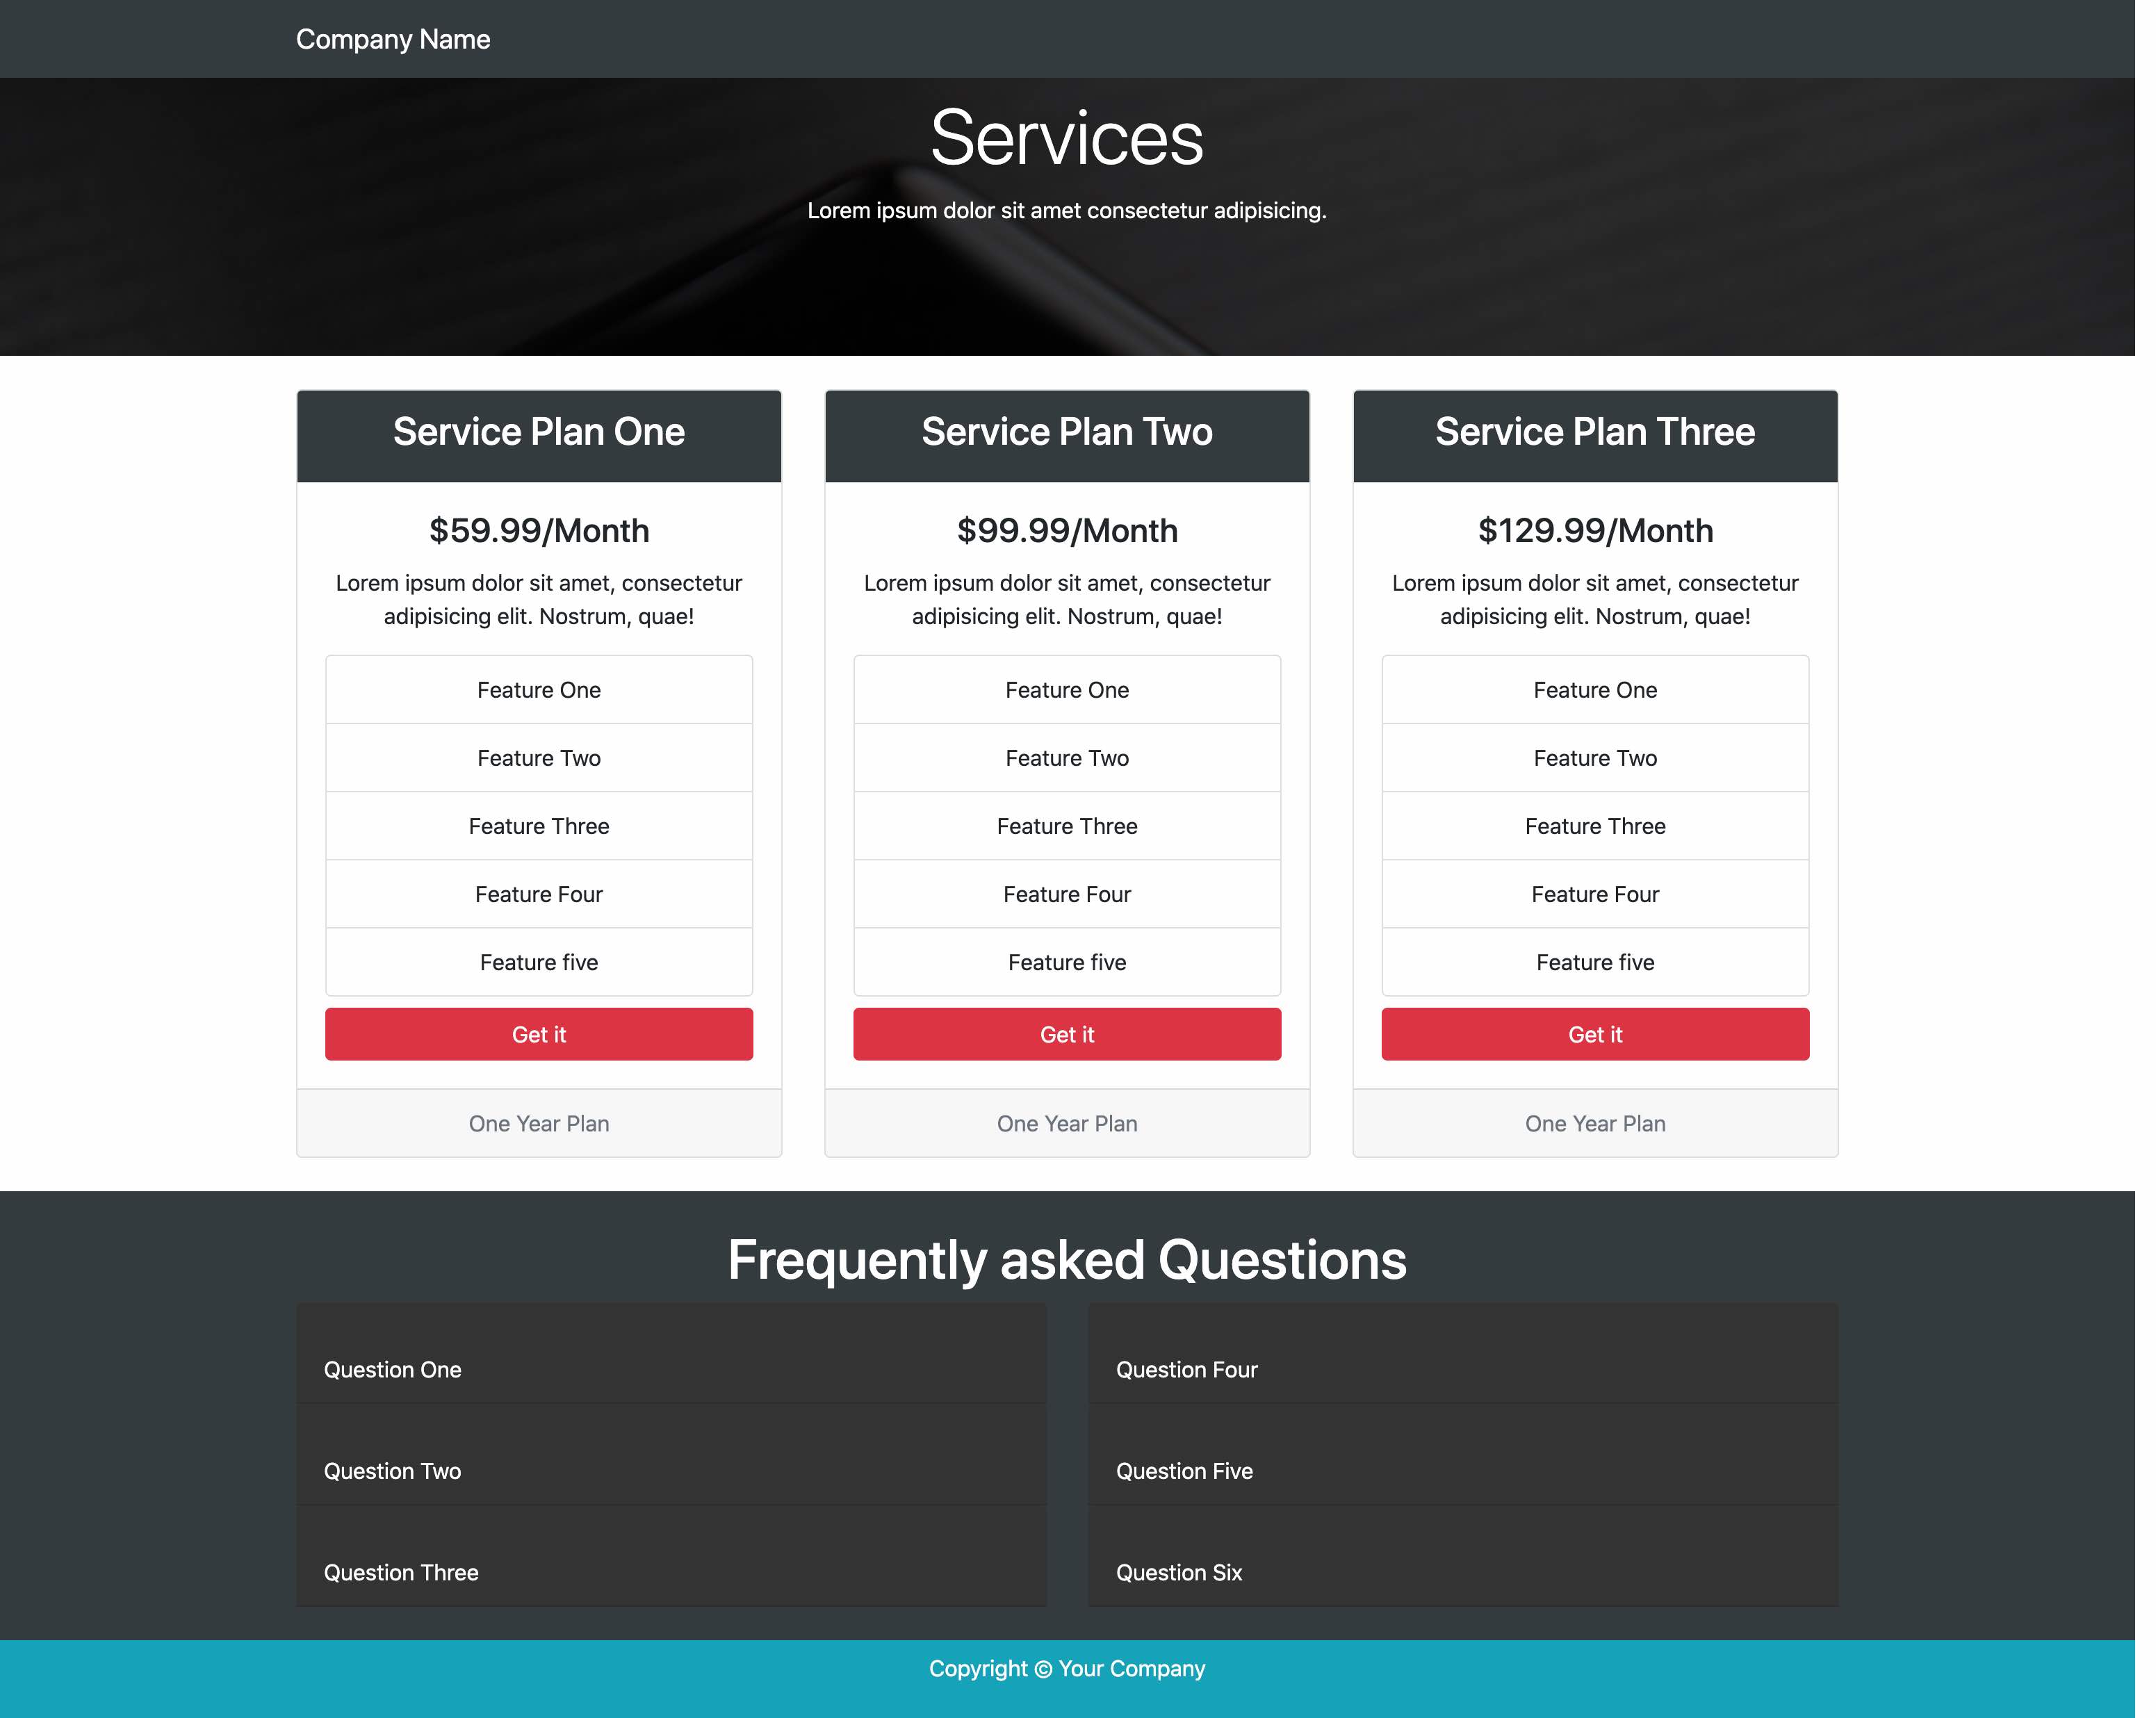 Company Name
Services
Lorem ipsum dolor sit amet consectetur adipisicing.
Service Plan One
$59.99/Month
Lorem ipsum dolor sit amet, consectetur
adipisicing elit. Nostrum, quae!
Feature One
Feature Two
Feature Three
Feature Four
Feature five
Get it
One Year Plan
Service Plan Two
$99.99/Month
Lorem ipsum dolor sit amet, consectetur
adipisicing elit. Nostrum, quae!
Feature One
Feature Two
Feature Three
Feature Four
Feature five
Get it
One Year Plan
Service Plan Three
$129.99/Month
Lorem ipsum dolor sit amet, consectetur
adipisicing elit. Nostrum, quae!
Feature One
Feature Two
Feature Three
Feature Four
Feature five
Get it
One Year Plan
Frequently asked Questions
Question One
Question Two
Question Three
Question Four
Question Five
Question Six
Copyright © Your Company